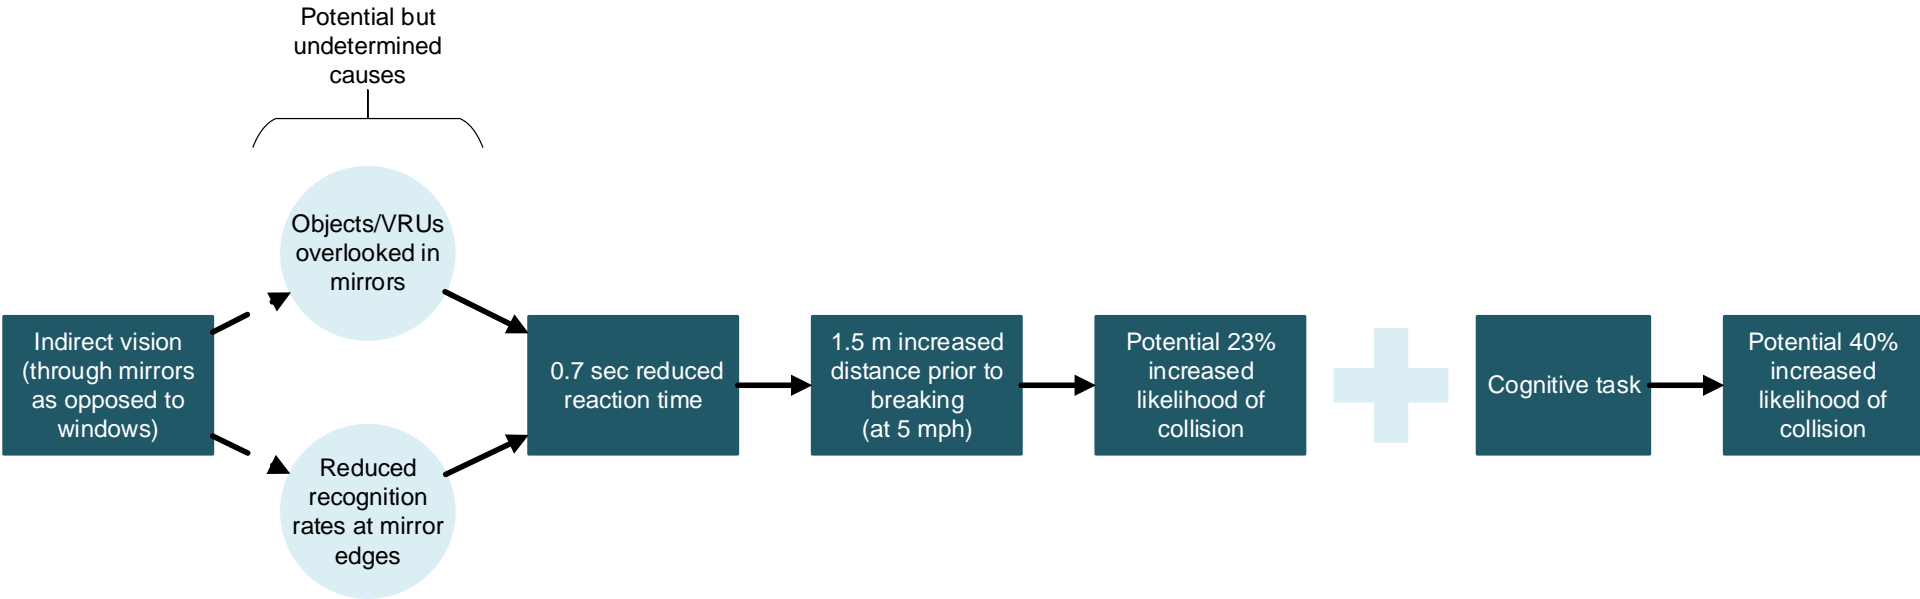 Potential but
undetermined
causes
Objects/VRUs
overlooked in
mirrors
Indirect vision
(through mirrors
as opposed to
windows)
Reduced
recognition
rates at mirror
edges
0.7 sec reduced
reaction time
1.5 m increased
distance prior to
breaking
(at 5 mph)
Potential 23%
increased
likelihood of
collision
Cognitive task
Potential 40%
increased
likelihood of
collision